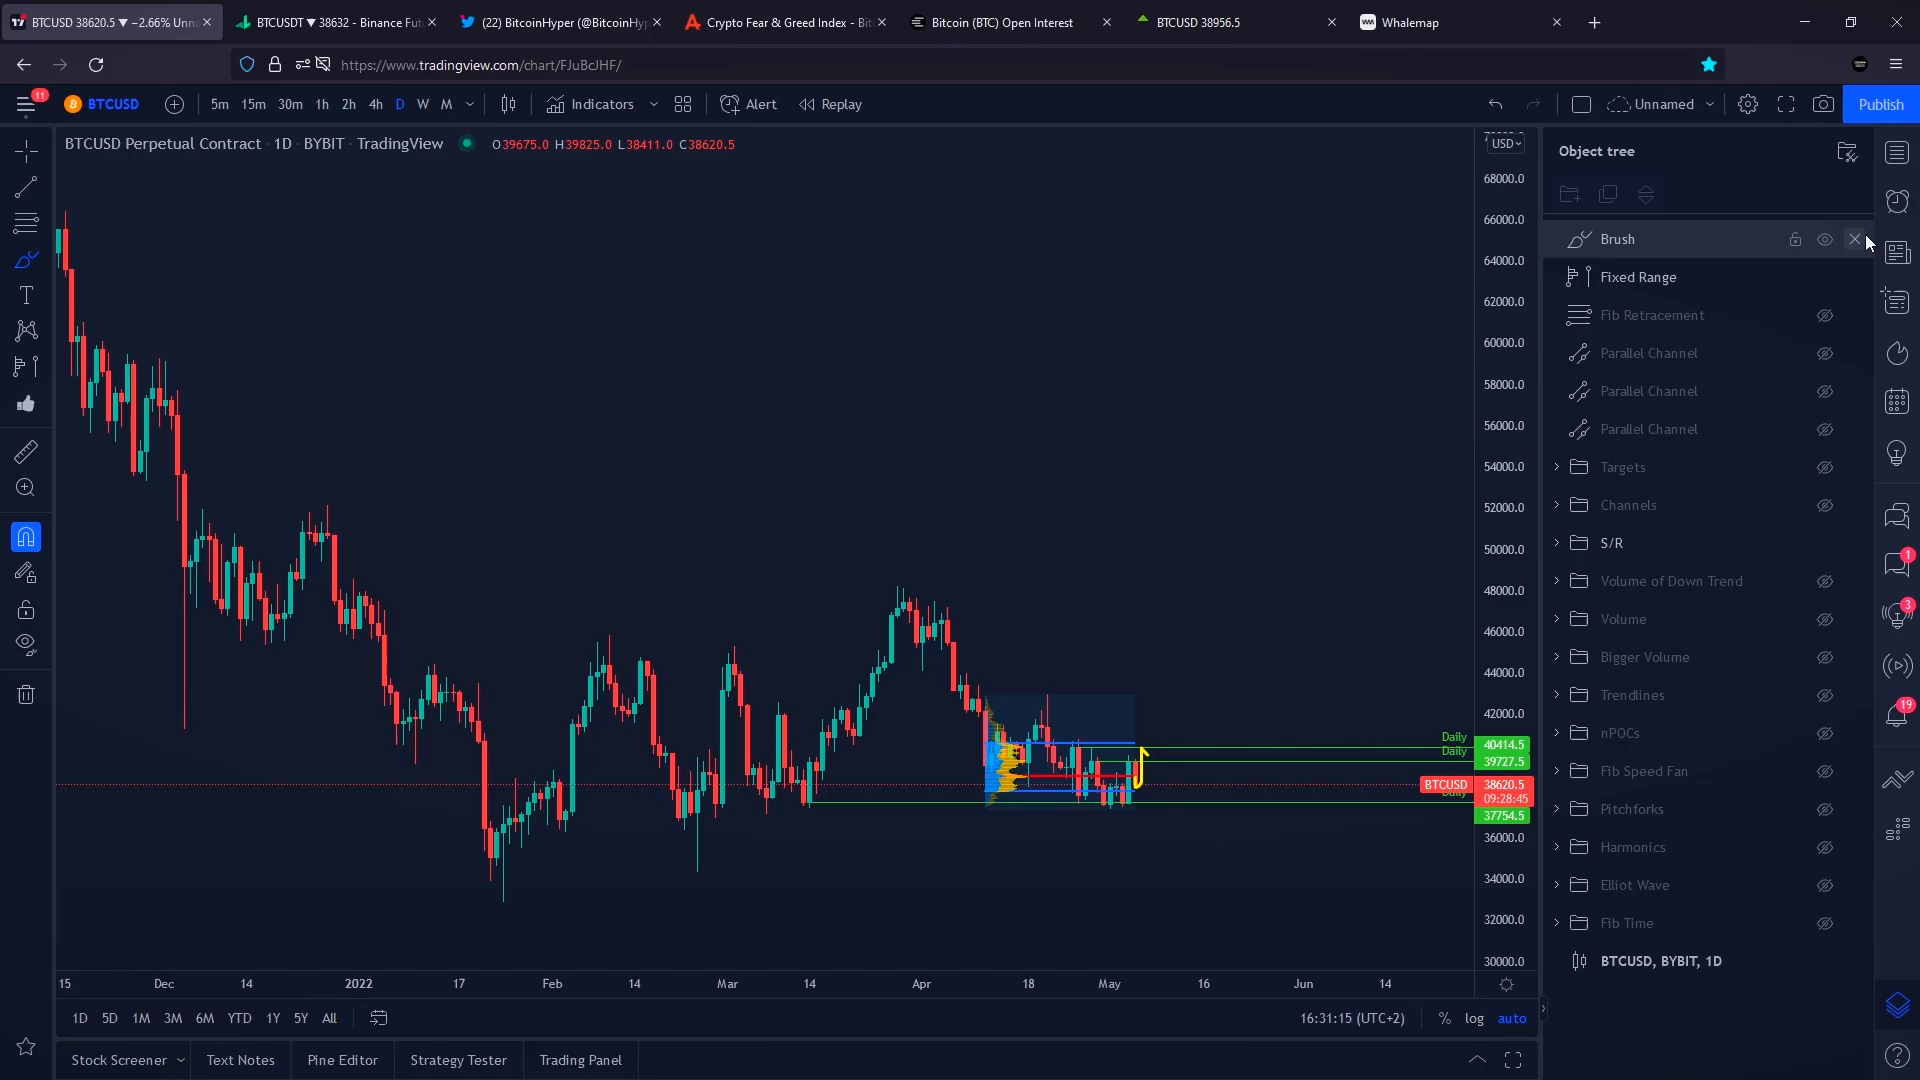 BTCUSD 38620.5 ▼ −2.66% Unna
BTCUSDT ▼ 38632 - Binance Fut
(22) BitcoinHyper (@BitcoinHyp
Crypto Fear & Greed Index - Bit
Bitcoin (BTC) Open Interest
BTCUSD 38956.5
Whalemap
https://www.tradingview.com/chart/FJuBcJHF/
11
BTCUSD
5m 15m 30m 1h 2h 4h D W M
Indicators
Alert
Replay
Unnamed
Publish
BTCUSD Perpetual Contract · 1D · BYBIT · TradingView
O39675.0 H39825.0 L38411.0 C38620.5
USD
68000.0
66000.0
64000.0
62000.0
60000.0
58000.0
56000.0
54000.0
52000.0
50000.0
48000.0
46000.0
44000.0
42000.0
Daily 40414.5
Daily 39727.5
BTCUSD 38620.5
09:28:45
Daily 37754.5
36000.0
34000.0
32000.0
30000.0
15 Dec 14 2022 17 Feb 14 Mar 14 Apr 18 May 16 Jun 14
1D 5D 1M 3M 6M YTD 1Y 5Y All
16:31:15 (UTC+2)
% log auto
Stock Screener
Text Notes
Pine Editor
Strategy Tester
Trading Panel
Object tree
Brush
Fixed Range
Fib Retracement
Parallel Channel
Parallel Channel
Parallel Channel
Targets
Channels
S/R
Volume of Down Trend
Volume
Bigger Volume
Trendlines
nPOCs
Fib Speed Fan
Pitchforks
Harmonics
Elliot Wave
Fib Time
BTCUSD, BYBIT, 1D
1
3
19